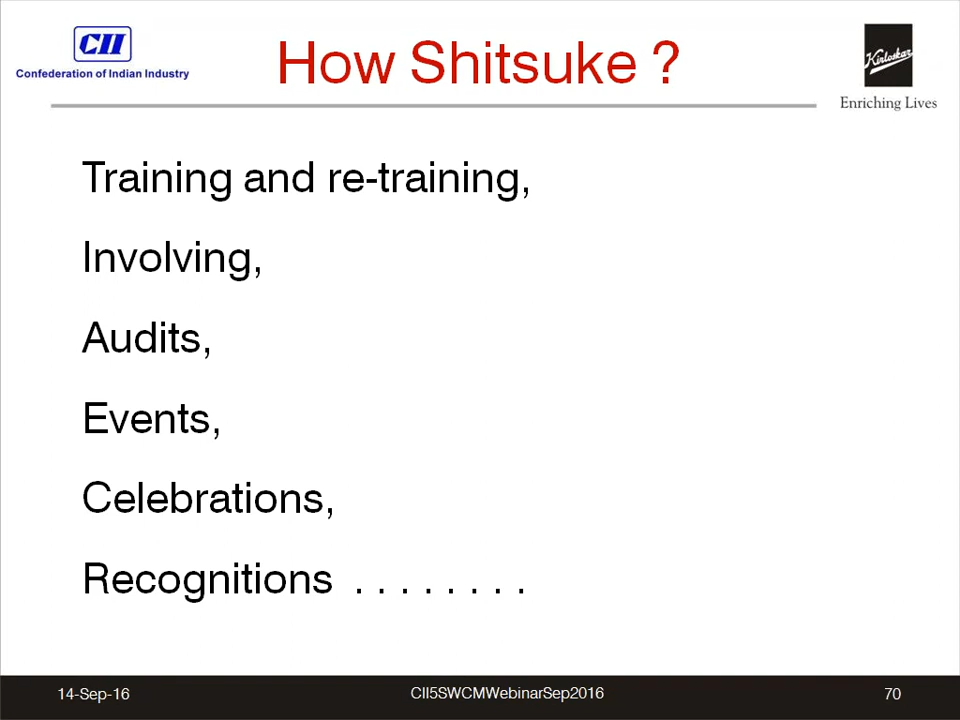 CII
Confederation of Indian Industry
How Shitsuke ?
Kirloskar
Enriching Lives
Training and re-training,
Involving,
Audits,
Events,
Celebrations,
Recognitions . . . . . . . .
14-Sep-16
CII5SWCMWebinarSep2016
70